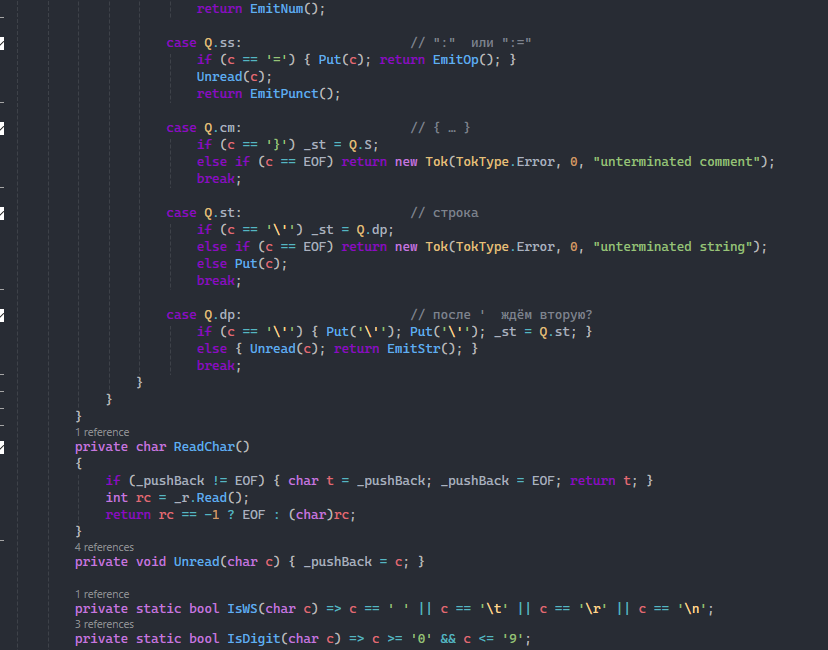 return EmitNum();
case Q.ss: // ":" или ":="
if (c == '=') { Put(c); return EmitOp(); }
Unread(c);
return EmitPunct();
case Q.cm: // { … }
if (c == '}') _st = Q.S;
else if (c == EOF) return new Tok(TokType.Error, 0, "unterminated comment");
break;
case Q.st: // строка
if (c == '\'') _st = Q.dp;
else if (c == EOF) return new Tok(TokType.Error, 0, "unterminated string");
else Put(c);
break;
case Q.dp: // после ' ждём вторую?
if (c == '\'') { Put('\''); Put('\''); _st = Q.st; }
else { Unread(c); return EmitStr(); }
break;
}
}
}
1 reference
private char ReadChar()
{
if (_pushBack != EOF) { char t = _pushBack; _pushBack = EOF; return t; }
int rc = _r.Read();
return rc == -1 ? EOF : (char)rc;
}
4 references
private void Unread(char c) { _pushBack = c; }
1 reference
private static bool IsWS(char c) => c == ' ' || c == '\t' || c == '\r' || c == '\n';
3 references
private static bool IsDigit(char c) => c >= '0' && c <= '9';